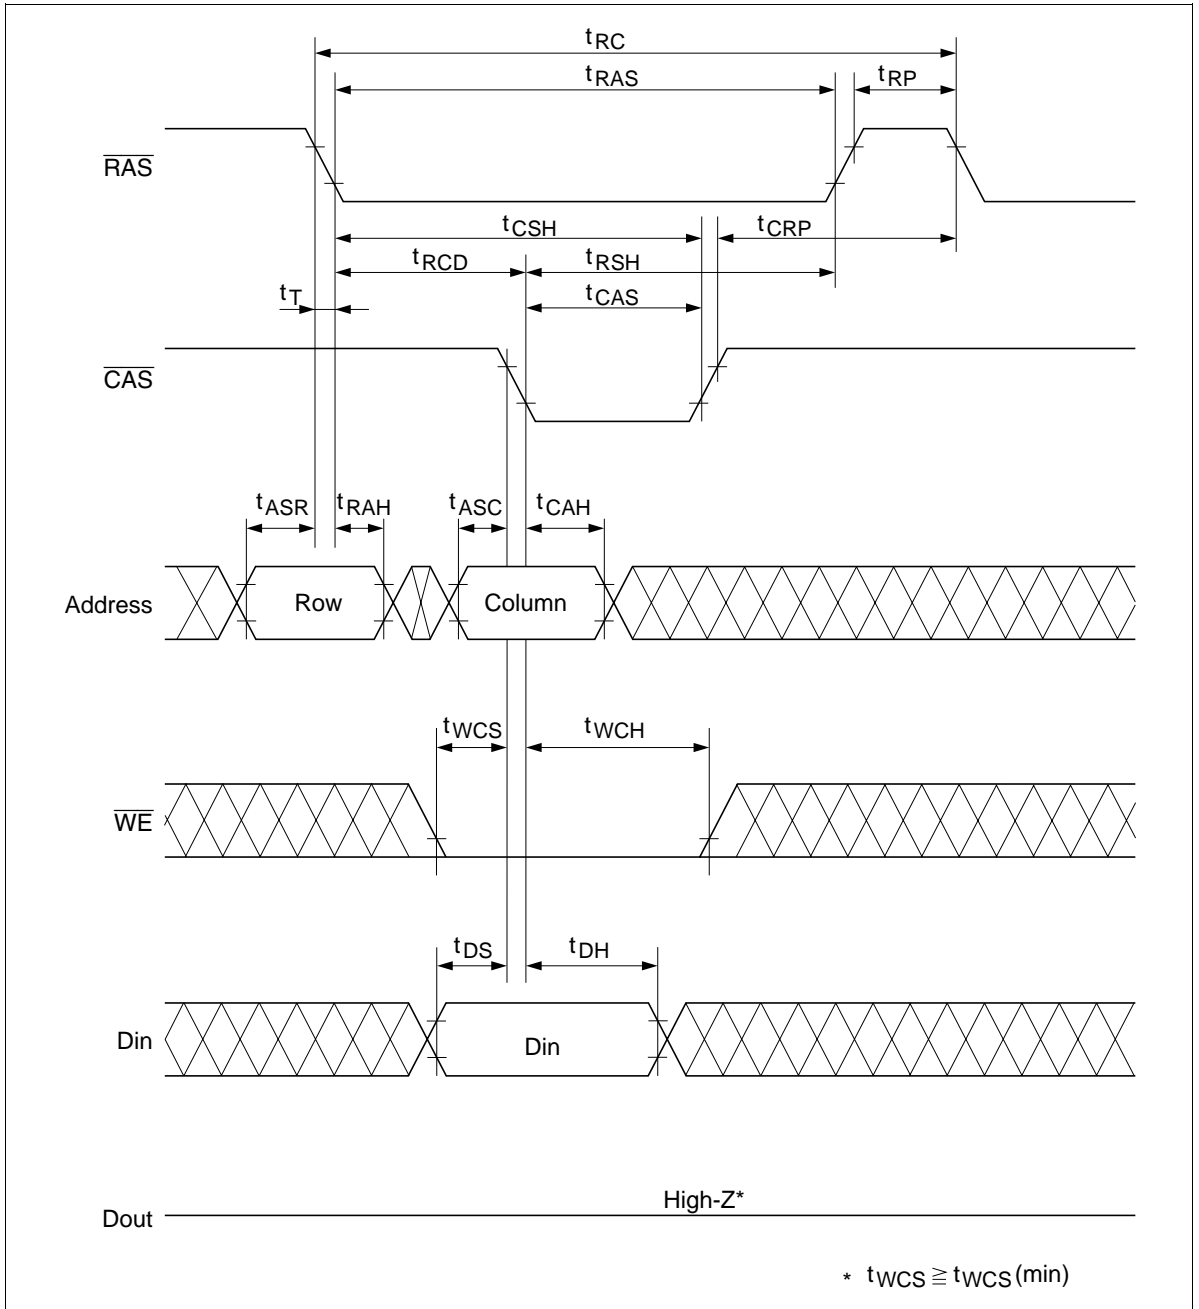 tRC
tRAS
tRP
RAS
tCSH
tCRP
tRCD
tRSH
tT
tCAS
CAS
tASR
tRAH
tASC
tCAH
Address
Row
Column
tWCS
tWCH
WE
tDS
tDH
Din
Din
High-Z*
Dout
* tWCS ≧ tWCS(min)